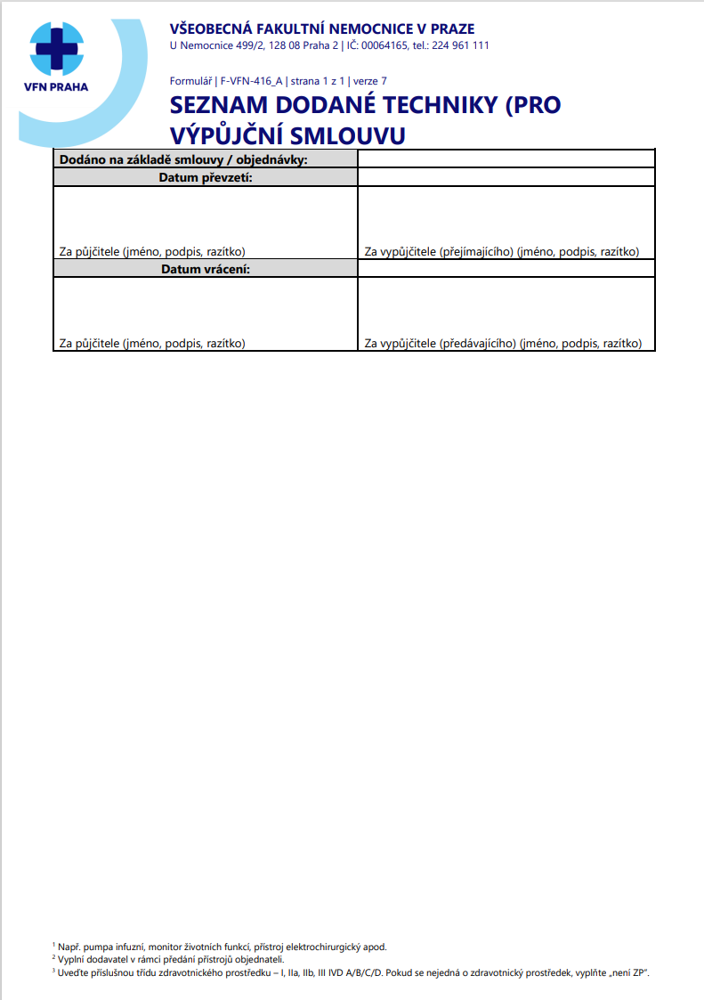 VŠEOBECNÁ FAKULTNÍ NEMOCNICE V PRAZE
U Nemocnice 499/2, 128 08 Praha 2 | IČ: 00064165, tel.: 224 961 111
VFN PRAHA
Formulář | F-VFN-416_A | strana 1 z 1 | verze 7
SEZNAM DODANÉ TECHNIKY (PRO
VÝPŮJČNÍ SMLOUVU
Dodáno na základě smlouvy / objednávky:
Datum převzetí:
Za půjčitele (jméno, podpis, razítko)
Za vypůjčitele (přejímajícího) (jméno, podpis, razítko)
Datum vrácení:
Za půjčitele (jméno, podpis, razítko)
Za vypůjčitele (předávajícího) (jméno, podpis, razítko)
1 Např. pumpa infuzní, monitor životních funkcí, přístroj elektrochirurgický apod.
2 Vyplní dodavatel v rámci předání přístrojů objednateli.
3 Uveďte příslušnou třídu zdravotnického prostředku – I, IIa, IIb, III IVD A/B/C/D. Pokud se nejedná o zdravotnický prostředek, vyplňte „není ZP“.